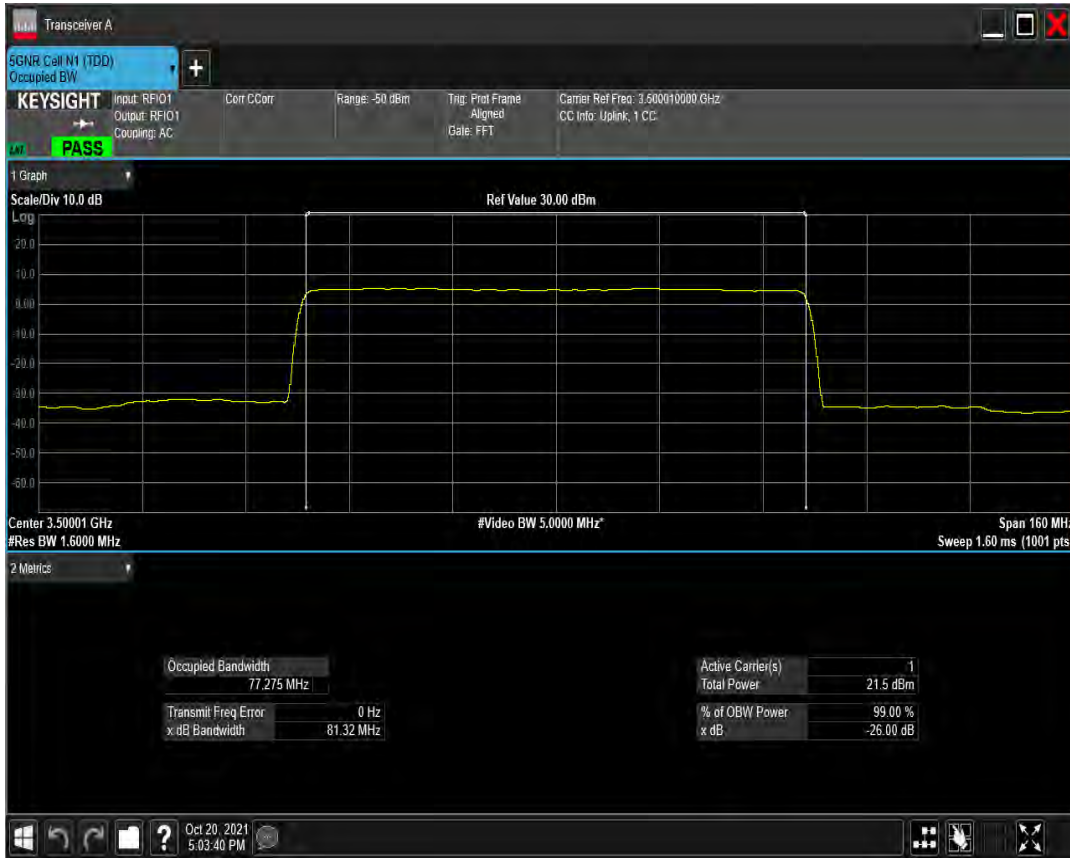 Transceiver A
5GNR Cell N1 (TDD)
Occupied BW
+
KEYSIGHT
Input: RFIO1
Output: RFIO1
Coupling: AC
Corr CCorr
Range: -50 dBm
Trig: Prot Frame
Aligned
Gate: FFT
Carrier Ref Freq: 3.500010000 GHz
CC Info: Uplink, 1 CC
PASS
1 Graph
Scale/Div 10.0 dB
Ref Value 30.00 dBm
Log
20.0
10.0
0.00
-10.0
-20.0
-30.0
-40.0
-50.0
-60.0
Center 3.50001 GHz
#Video BW 5.0000 MHz*
Span 160 MHz
#Res BW 1.6000 MHz
Sweep 1.60 ms (1001 pts
2 Metrics
Occupied Bandwidth
77.275 MHz
Transmit Freq Error 0 Hz
x dB Bandwidth 81.32 MHz
Active Carrier(s) 1
Total Power 21.5 dBm
% of OBW Power 99.00 %
x dB -26.00 dB
?
Oct 20, 2021
5:03:40 PM